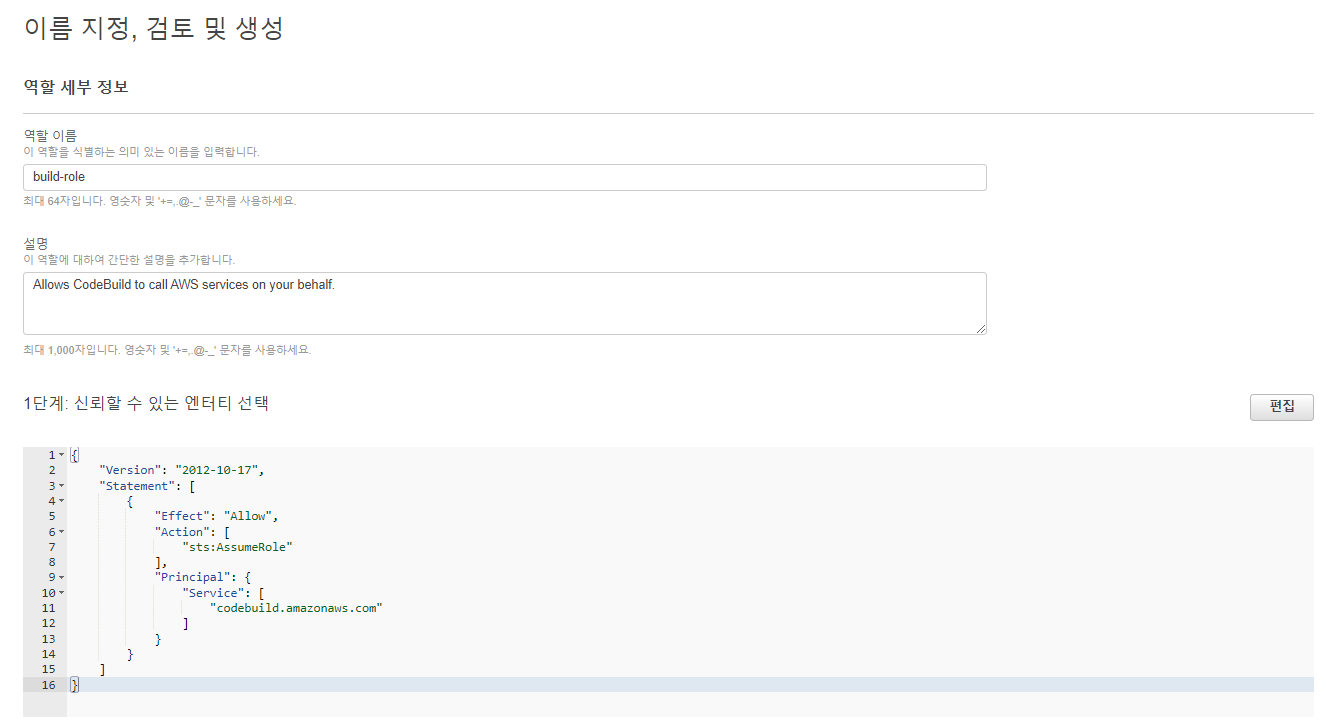 이름 지정, 검토 및 생성
역할 세부 정보
역할 이름
이 역할을 식별하는 의미 있는 이름을 입력합니다.
build-role
최대 64자입니다. 영숫자 및 '+=,.@-_' 문자를 사용하세요.
설명
이 역할에 대하여 간단한 설명을 추가합니다.
Allows CodeBuild to call AWS services on your behalf.
최대 1,000자입니다. 영숫자 및 '+=,.@-_' 문자를 사용하세요.
1단계: 신뢰할 수 있는 엔터티 선택
편집
1 {
2     "Version": "2012-10-17",
3     "Statement": [
4         {
5             "Effect": "Allow",
6             "Action": [
7                 "sts:AssumeRole"
8             ],
9             "Principal": {
10                 "Service": [
11                     "codebuild.amazonaws.com"
12                 ]
13             }
14         }
15     ]
16 }